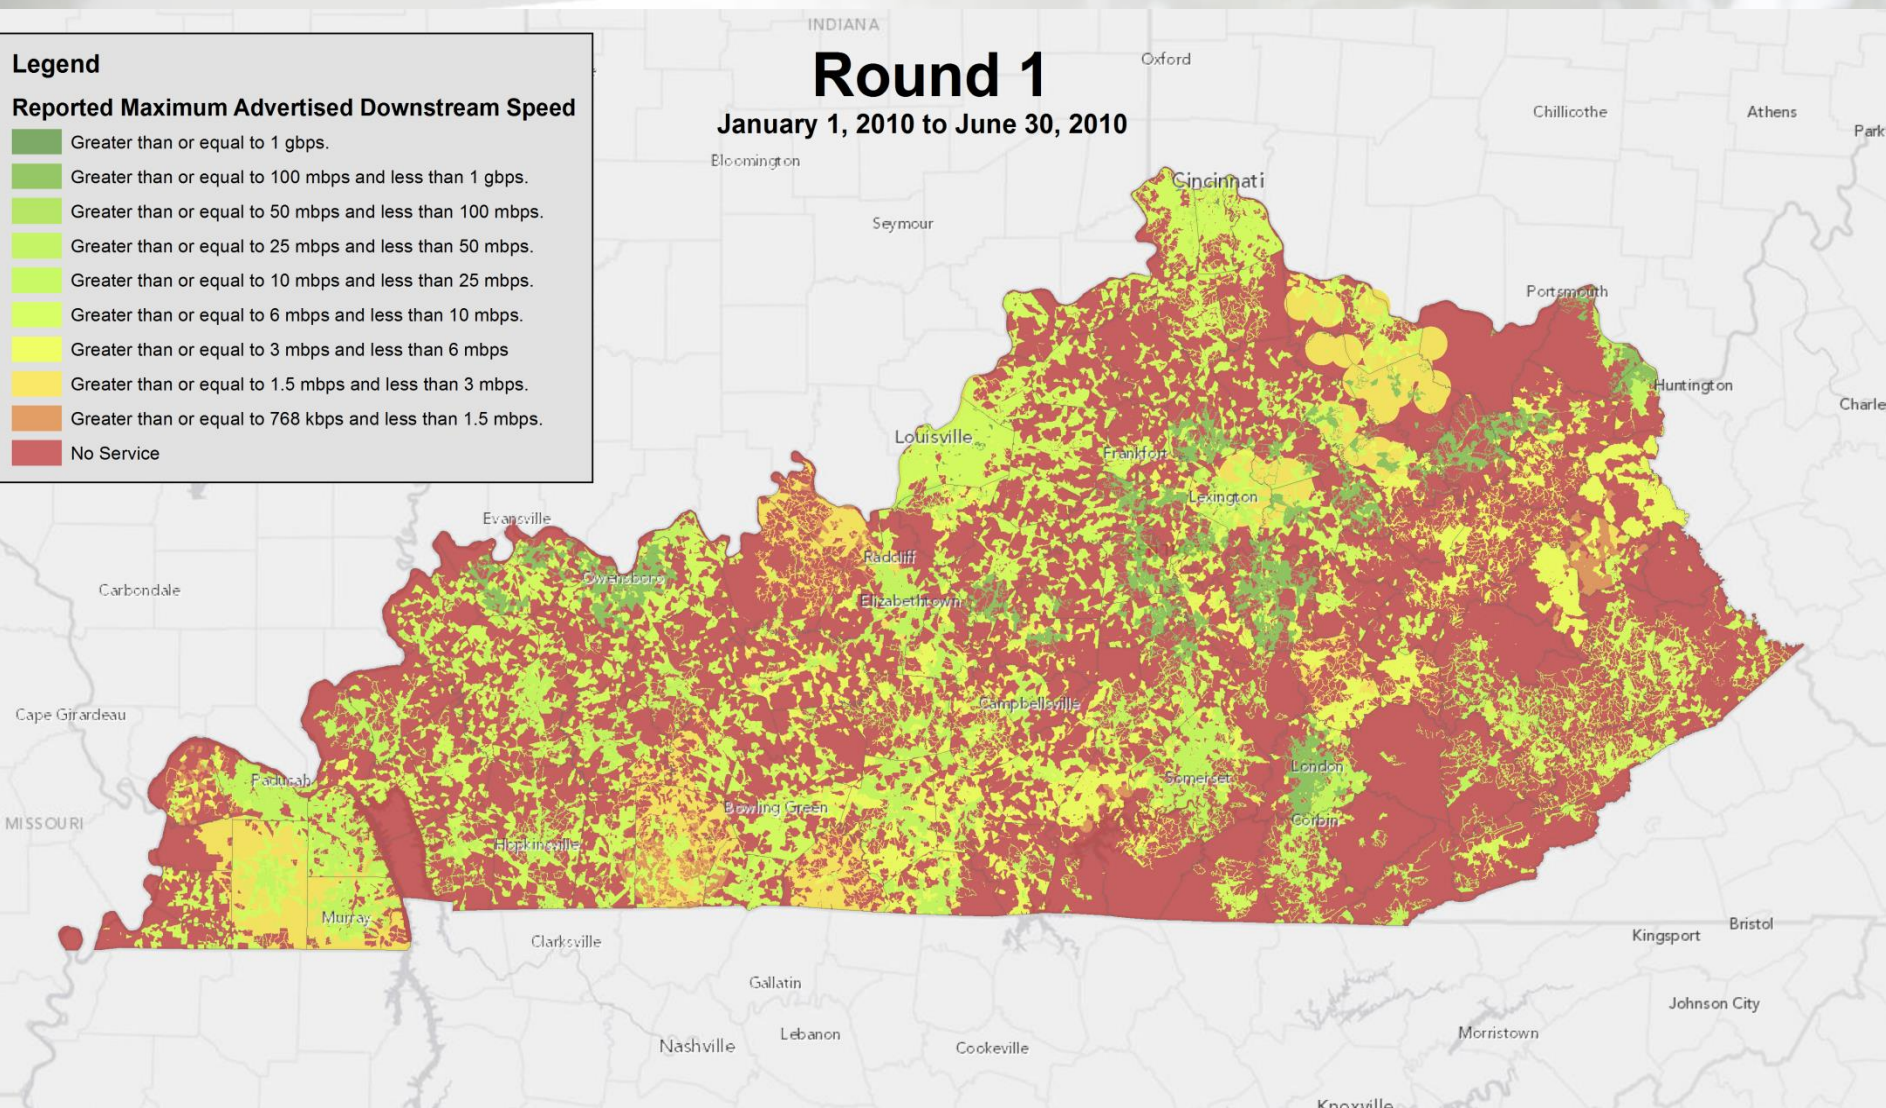 INDIANA
Round 1
January 1, 2010 to June 30, 2010
Legend
Reported Maximum Advertised Downstream Speed
Greater than or equal to 1 gbps.
Greater than or equal to 100 mbps and less than 1 gbps.
Greater than or equal to 50 mbps and less than 100 mbps.
Greater than or equal to 25 mbps and less than 50 mbps.
Greater than or equal to 10 mbps and less than 25 mbps.
Greater than or equal to 6 mbps and less than 10 mbps.
Greater than or equal to 3 mbps and less than 6 mbps
Greater than or equal to 1.5 mbps and less than 3 mbps.
Greater than or equal to 768 kbps and less than 1.5 mbps.
No Service
Oxford
Chillicothe
Athens
Park
Bloomington
Cincinnati
Seymour
Portsmouth
Huntington
Charle
Louisville
Frankfort
Lexington
Evansville
Radcliff
Owensboro
Carbondale
Elizabethtown
Campbellsville
Cape Girardeau
Paducah
London
Somerset
Bowling Green
MISSOURI
Corbin
Hopkinsville
Murray
Bristol
Kingsport
Clarksville
Gallatin
Johnson City
Lebanon
Morristown
Nashville
Cookeville
Knoxville